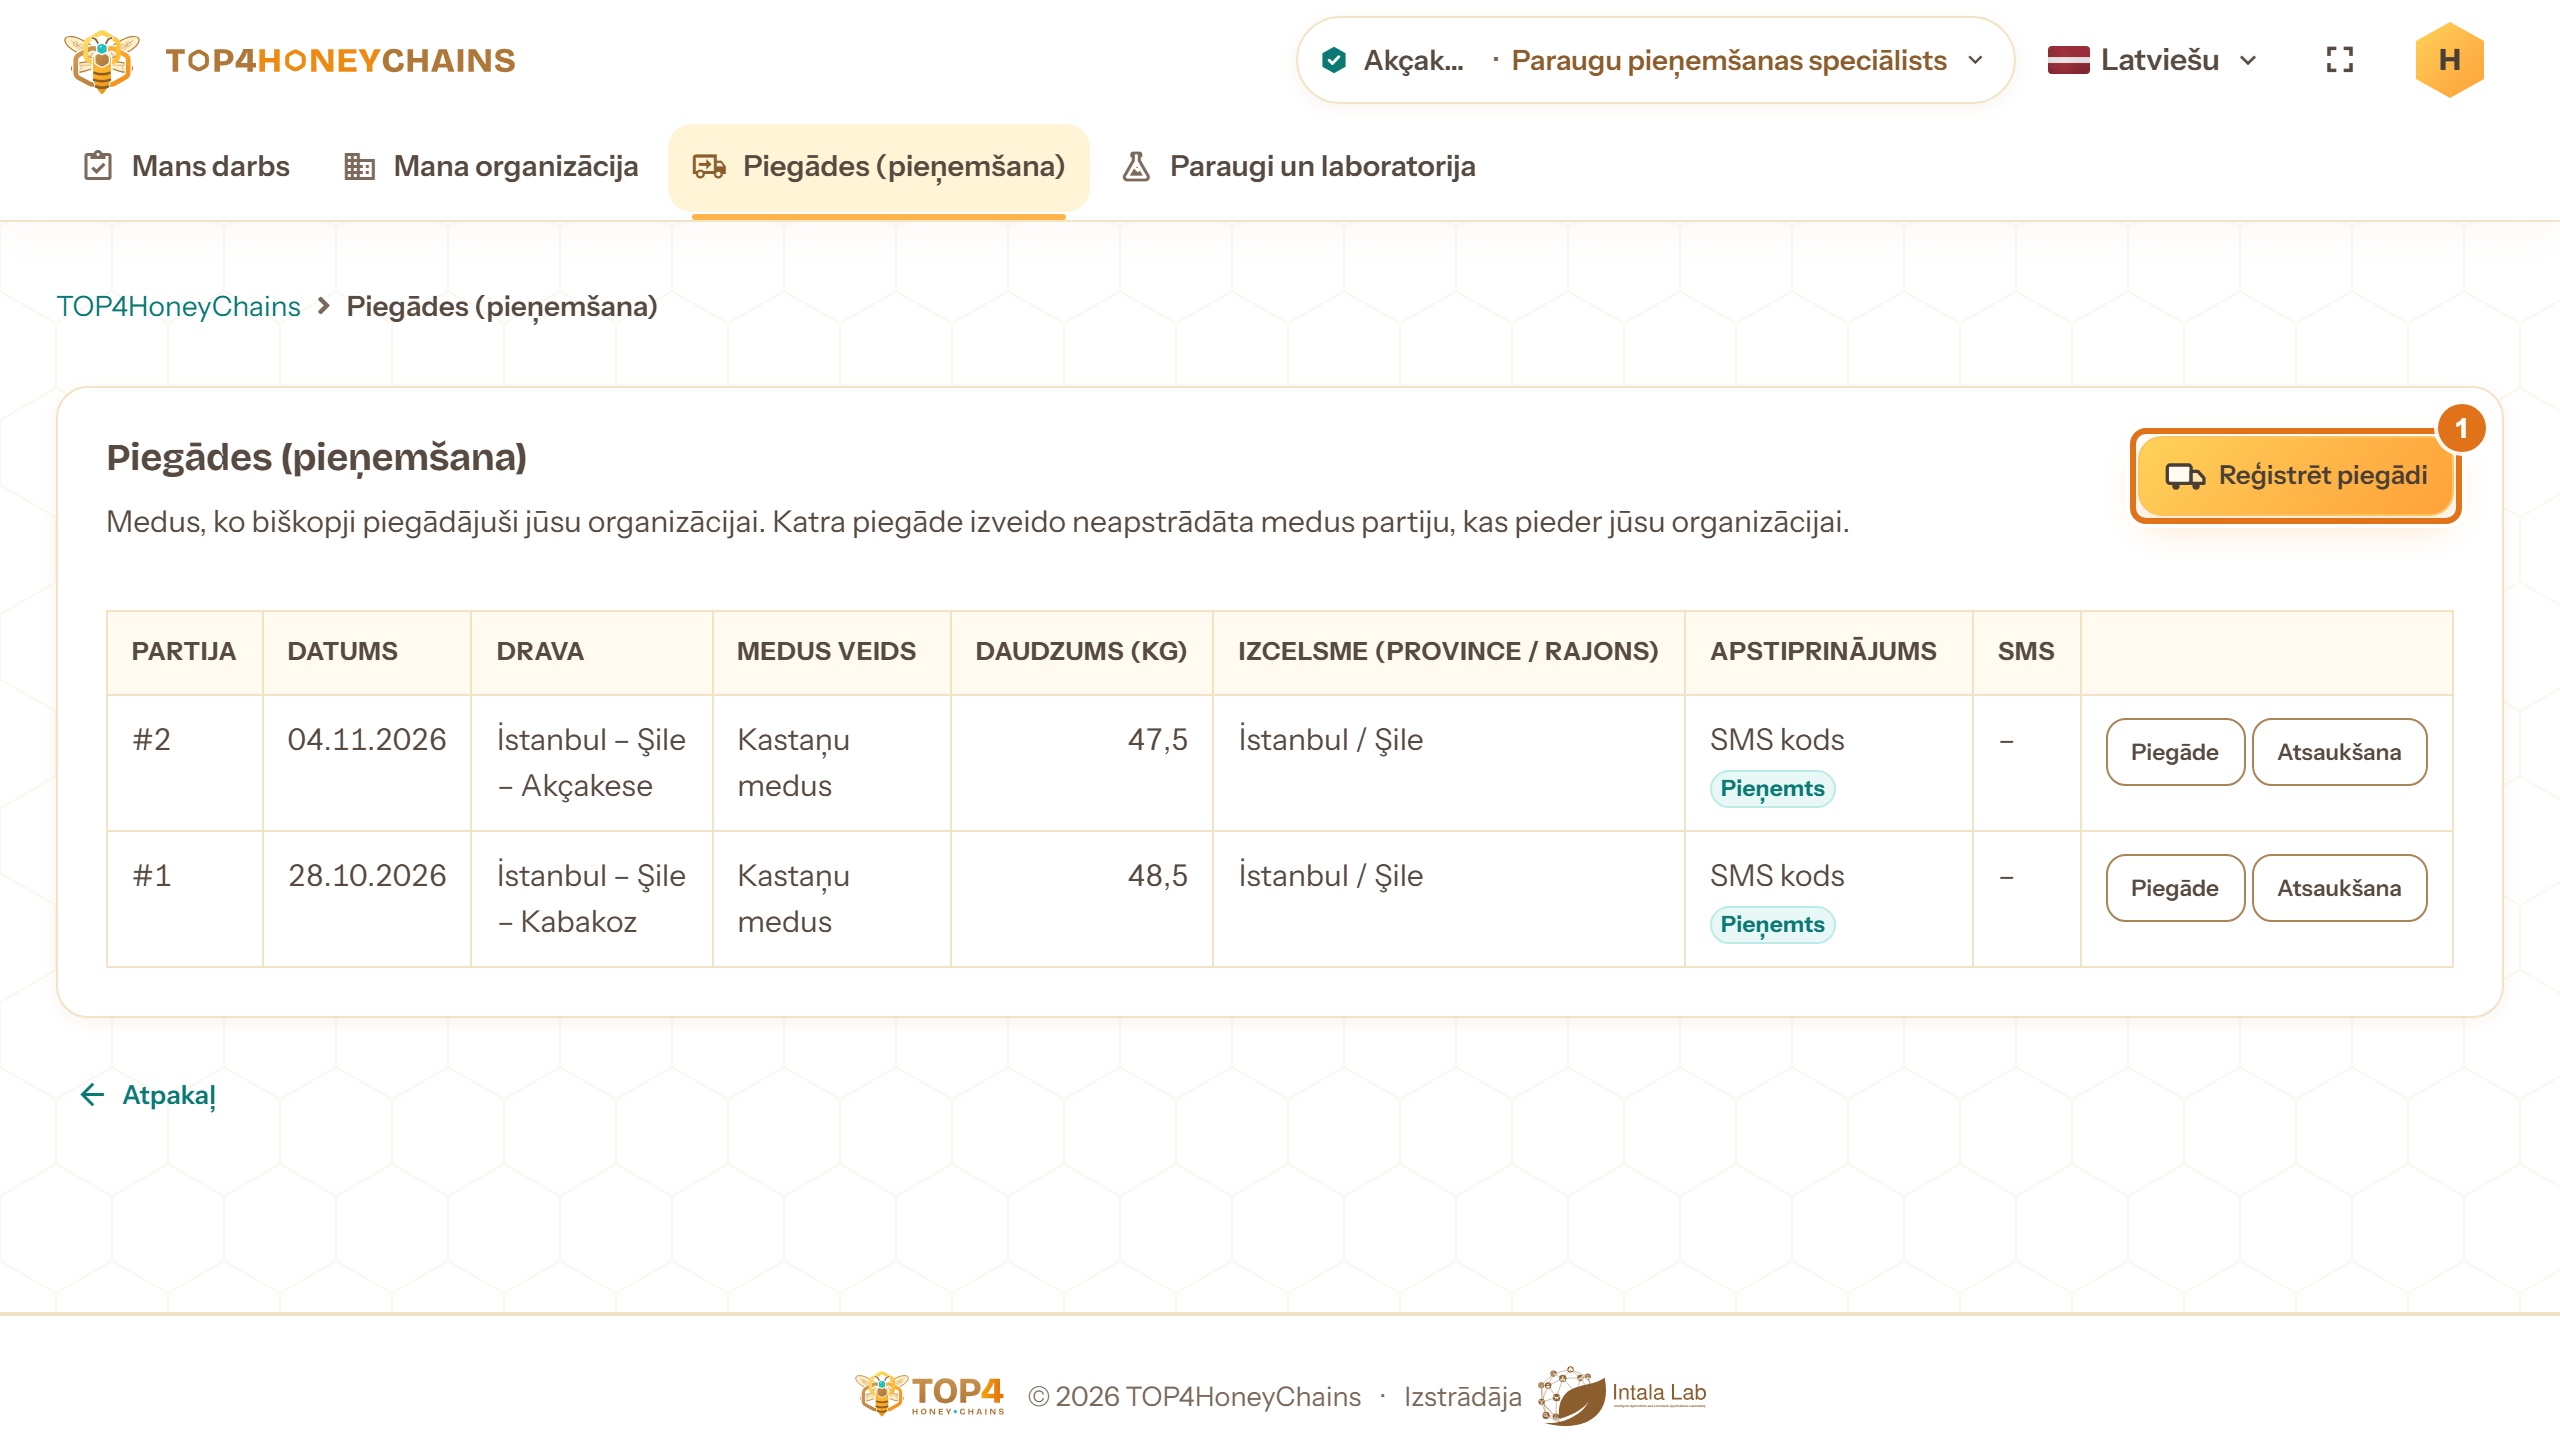 TOP4HONEYCHAINS
Akçak... · Paraugu pieņemšanas speciālists
Latviešu
H
Mans darbs
Mana organizācija
Piegādes (pieņemšana)
Paraugi un laboratorija
TOP4HoneyChains > Piegādes (pieņemšana)
Piegādes (pieņemšana)
1
Reģistrēt piegādi
Medus, ko biškopji piegādājuši jūsu organizācijai. Katra piegāde izveido neapstrādāta medus partiju, kas pieder jūsu organizācijai.
PARTIJA DATUMS DRAVA MEDUS VEIDS DAUDZUMS (KG) IZCELSME (PROVINCE / RAJONS) APSTIPRINĀJUMS SMS
#2 04.11.2026 İstanbul – Şile Kastaņu 47,5 İstanbul / Şile SMS kods – Piegāde Atsaukšana
– Akçakese medus Pieņemts
#1 28.10.2026 İstanbul – Şile Kastaņu 48,5 İstanbul / Şile SMS kods – Piegāde Atsaukšana
– Kabakoz medus Pieņemts
Atpakaļ
TOP4
HONEY CHAINS
© 2026 TOP4HoneyChains · Izstrādāja
Intala Lab